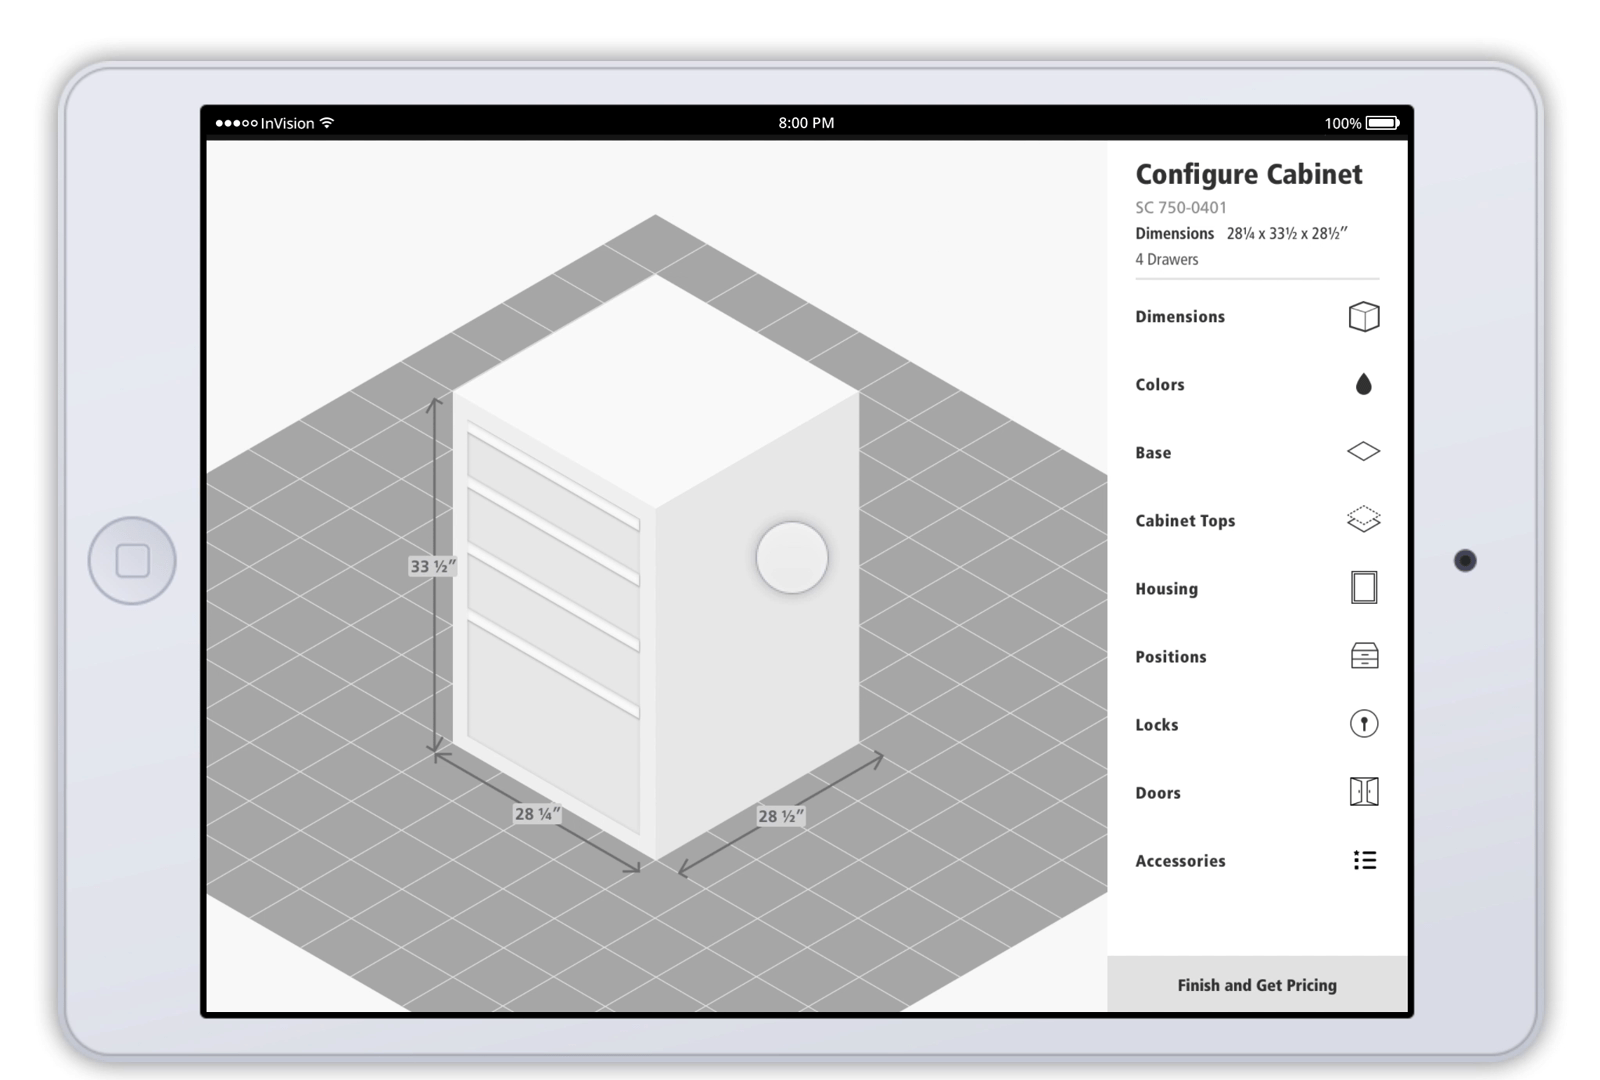 InVision
8:00 PM
100%
Configure Cabinet
SC 750-0401
Dimensions 28¼ x 33½ x 28½″
4 Drawers
Dimensions
Colors
Base
Cabinet Tops
Housing
Positions
Locks
Doors
Accessories
Finish and Get Pricing
33 ½″
28 ¼″
28 ½″